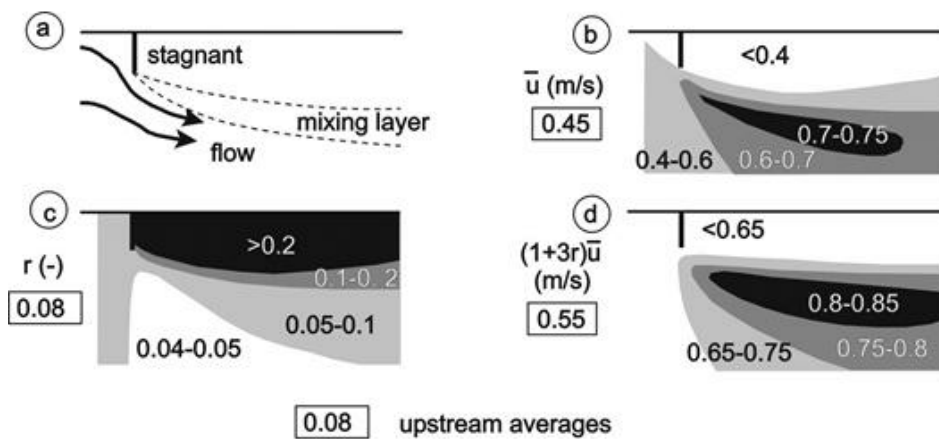 a
stagnant
mixing layer
flow
b
u̅ (m/s)
0.45
<0.4
0.7-0.75
0.4-0.6
0.6-0.7
c
r (-)
0.08
>0.2
0.1-0.2
0.05-0.1
0.04-0.05
d
(1+3r)u̅
(m/s)
0.55
<0.65
0.8-0.85
0.65-0.75
0.75-0.8
0.08 upstream averages